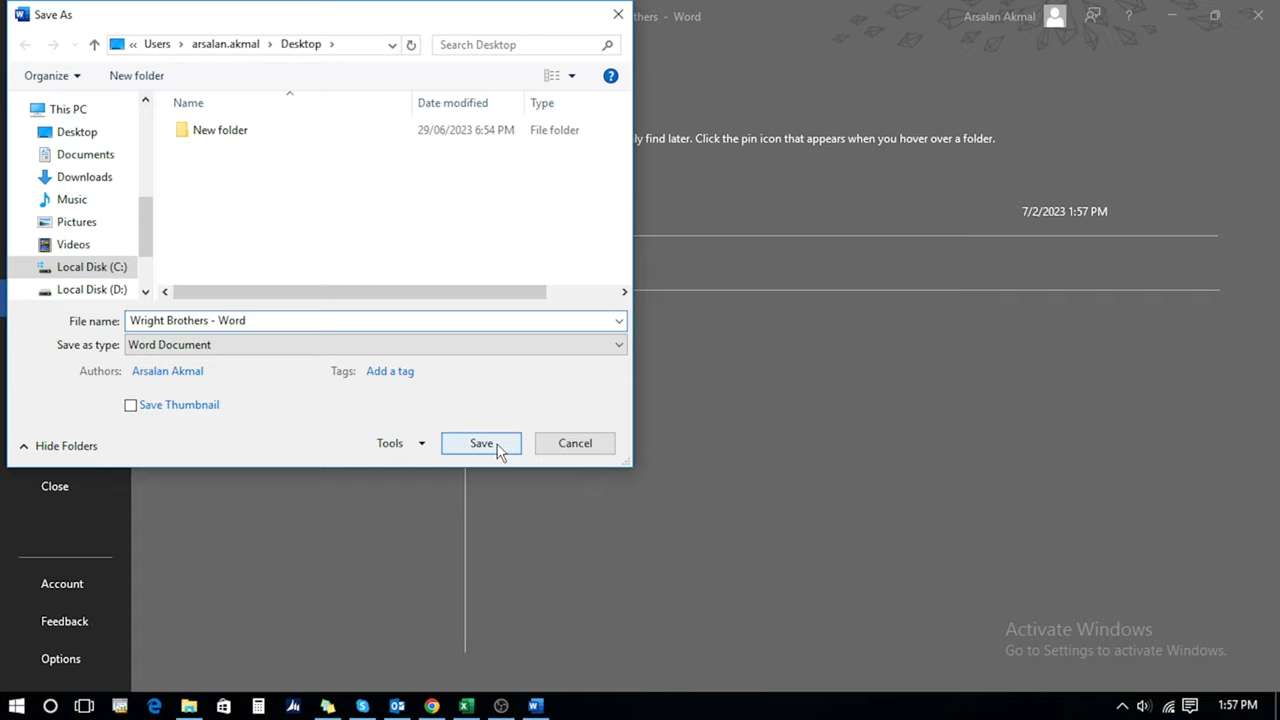 Save As
thers - Word
Arsalan Akmal
?
«
Users
arsalan.akmal
Desktop
Search Desktop
Organize
New folder
?
Name
Date modified
Type
This PC
New folder
29/06/2023 6:54 PM
File folder
Desktop
Documents
Downloads
Music
Pictures
Videos
Local Disk (C:)
Local Disk (D:)
ly find later. Click the pin icon that appears when you hover over a folder.
7/2/2023 1:57 PM
File name:
Wright Brothers - Word
Save as type:
Word Document
Authors:
Arsalan Akmal
Tags:
Add a tag
Save Thumbnail
Hide Folders
Tools
Save
Cancel
Close
Account
Feedback
Options
Activate Windows
Go to Settings to activate Windows.
1:57 PM